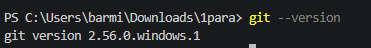 PS C:\Users\barmi\Downloads\1para> git --version
git version 2.56.0.windows.1